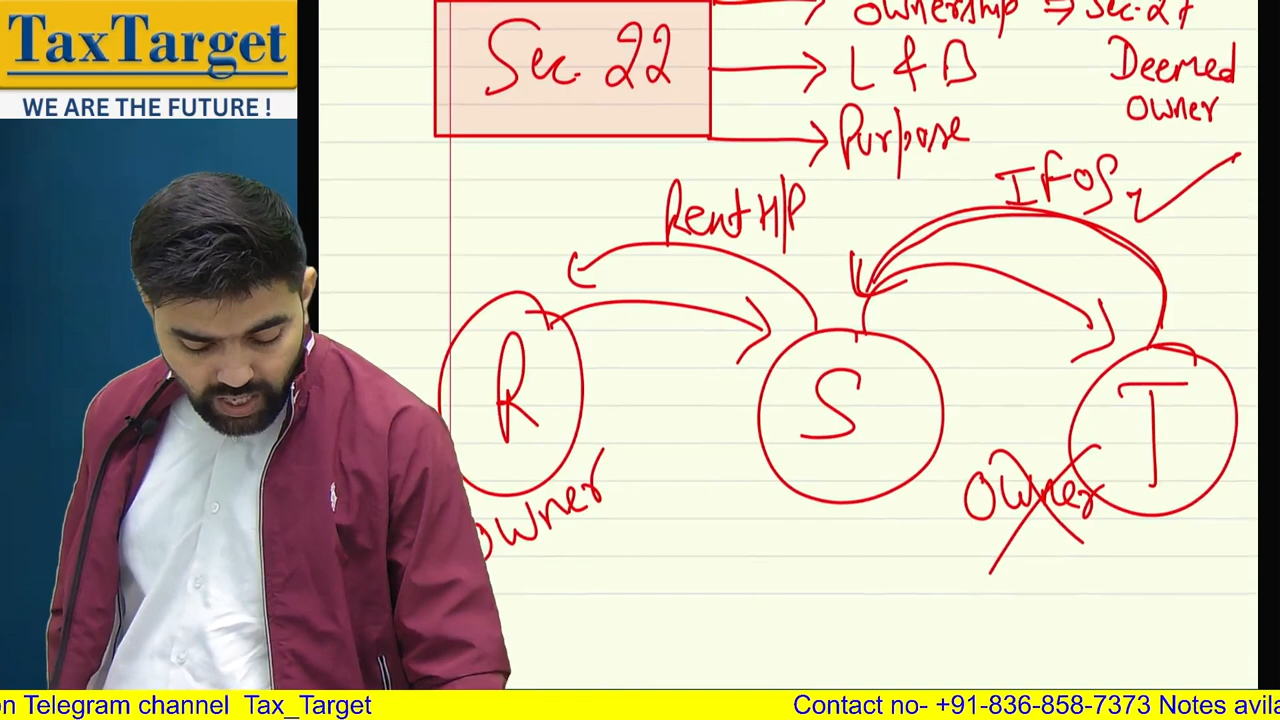 TaxTarget
WE ARE THE FUTURE !
Ownership ⇒ Sec. 27
Sec. 22
→ L & B
Deemed
Owner
→ Purpose
Rent H/P
IFOS
R
S
T
Owner
Owner
on Telegram channel Tax_Target
Contact no- +91-836-858-7373 Notes avila